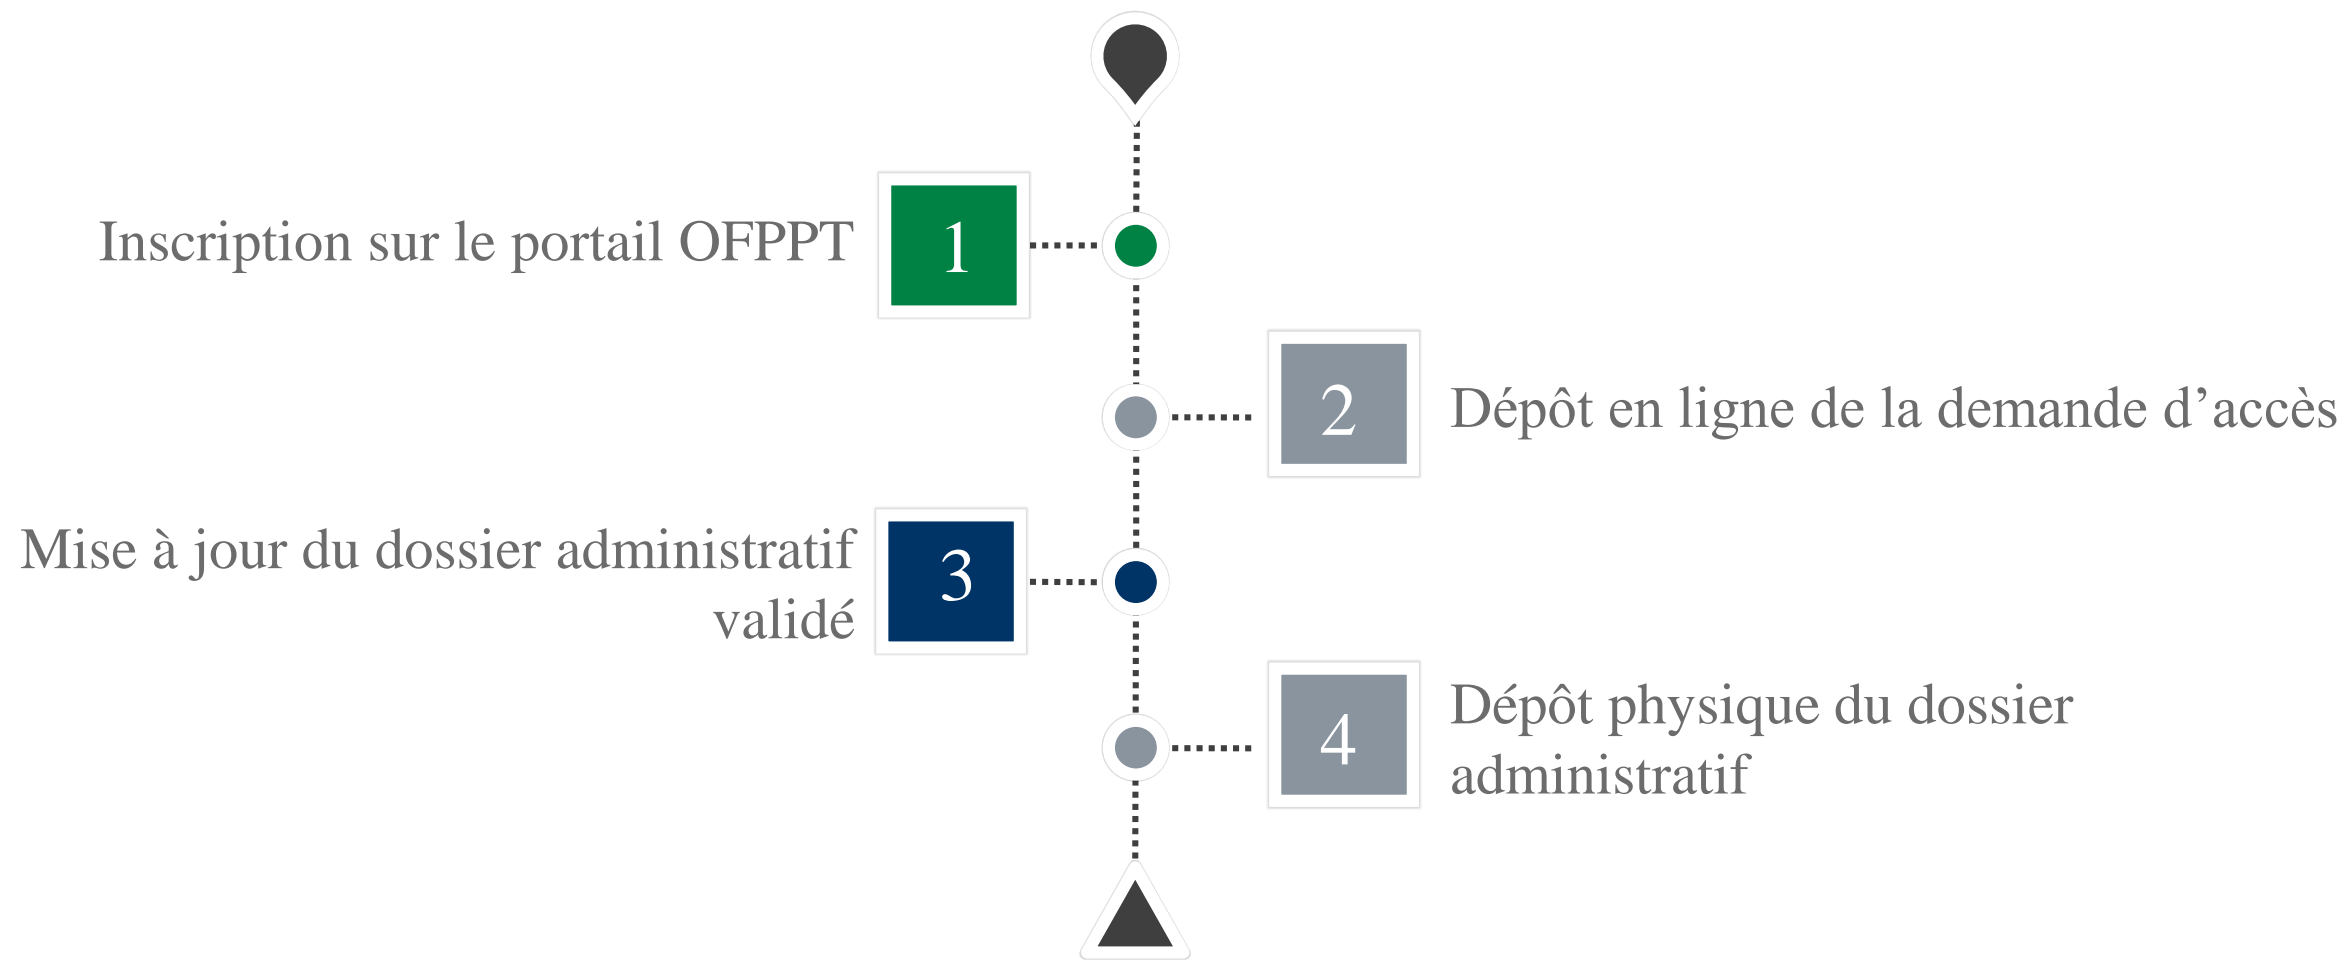 Inscription sur le portail OFPPT
1
2
Dépôt en ligne de la demande d’accès
Mise à jour du dossier administratif
validé
3
4
Dépôt physique du dossier
administratif